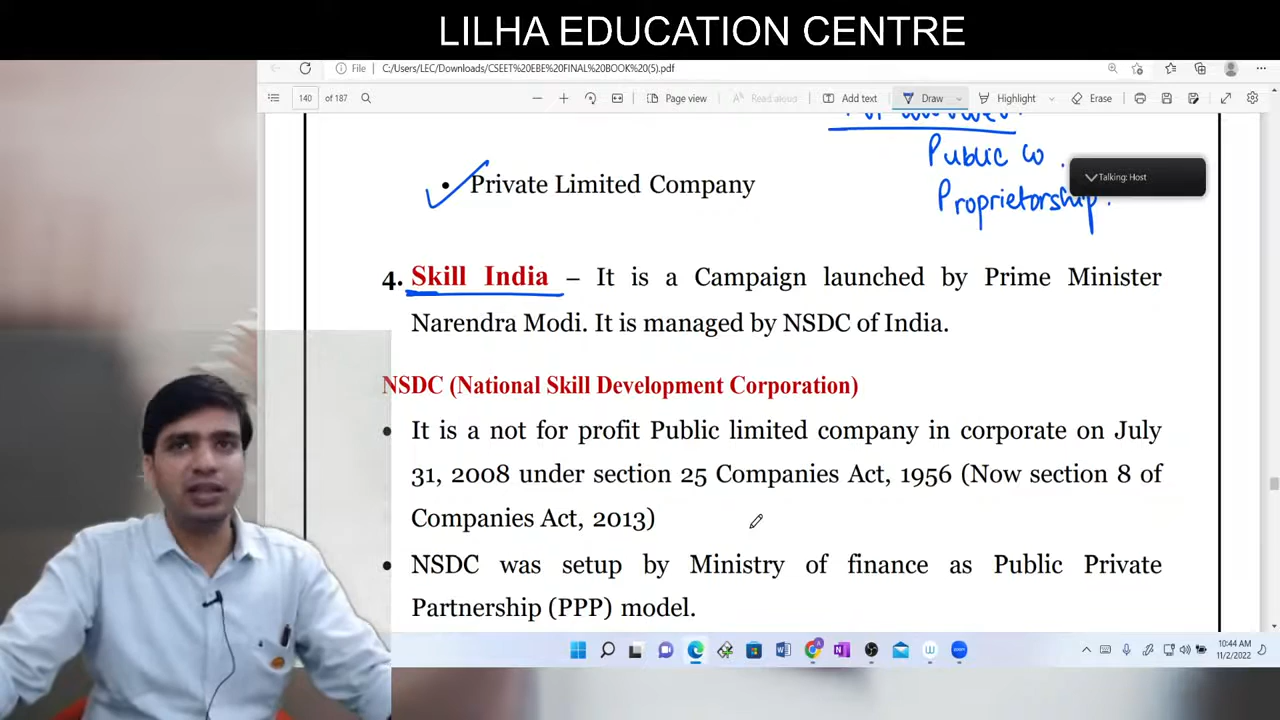 LILHA EDUCATION CENTRE
File C:/Users/LEC/Downloads/CSEET%20EBE%20FINAL%20BOOK%20(5).pdf
140 of 187 Page view Read aloud Add text Draw Highlight Erase
Public co.
Talking: Host
• Private Limited Company
Proprietorship.
4. Skill India – It is a Campaign launched by Prime Minister
Narendra Modi. It is managed by NSDC of India.
NSDC (National Skill Development Corporation)
• It is a not for profit Public limited company in corporate on July
31, 2008 under section 25 Companies Act, 1956 (Now section 8 of
Companies Act, 2013)
• NSDC was setup by Ministry of finance as Public Private
Partnership (PPP) model.
10:44 AM
11/2/2022